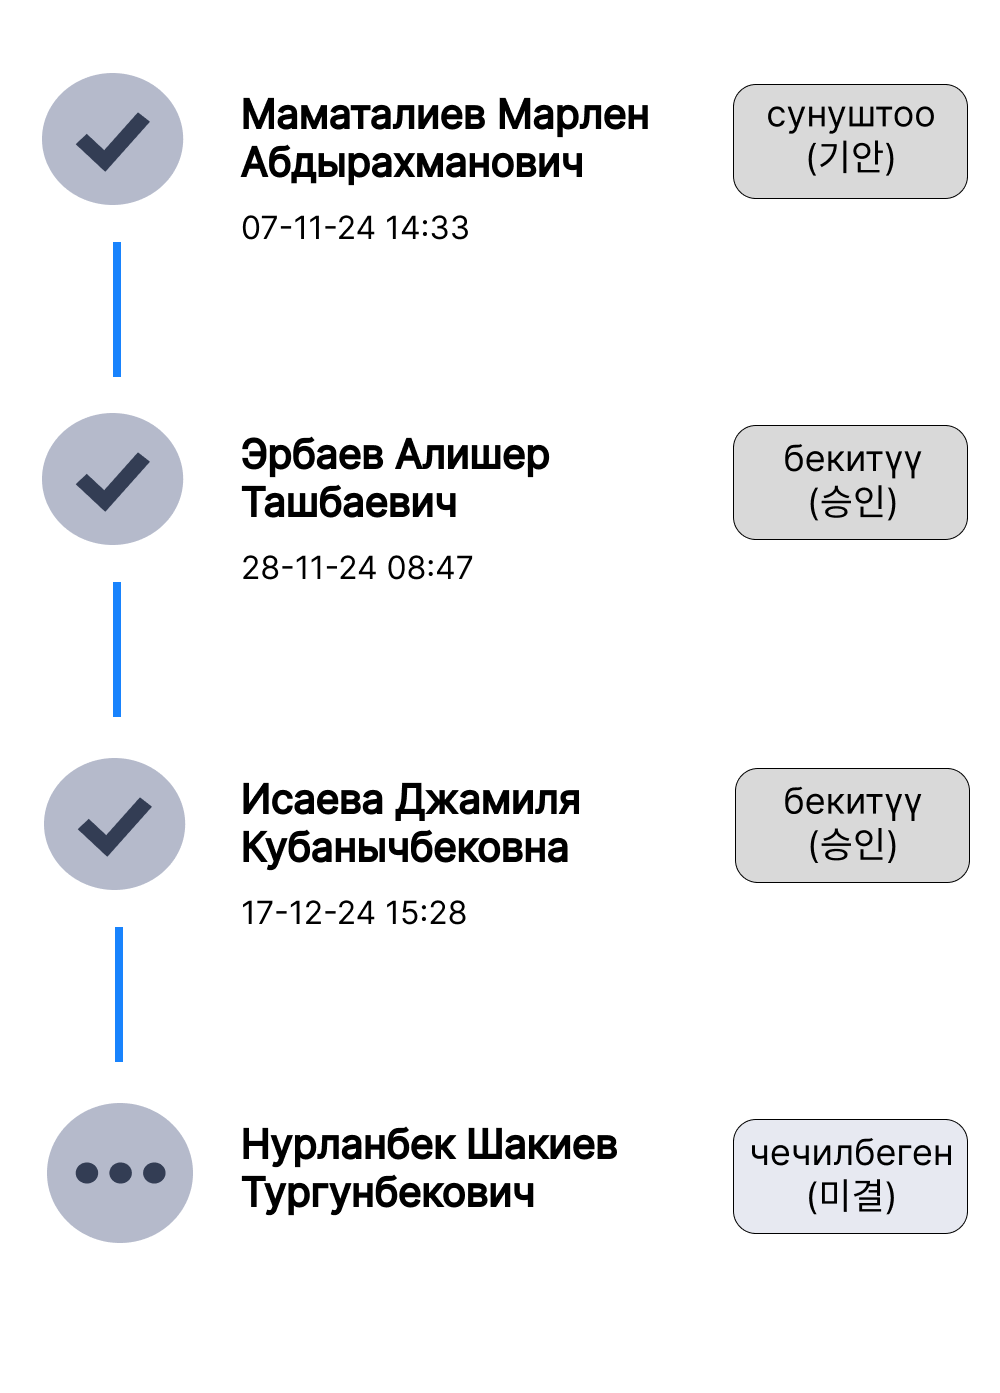 Маматалиев Марлен
Абдырахманович
07-11-24 14:33
сунуштоо
(기안)
Эрбаев Алишер
Ташбаевич
28-11-24 08:47
бекитүү
(승인)
Исаева Джамиля
Кубанычбековна
17-12-24 15:28
бекитүү
(승인)
Нурланбек Шакиев
Тургунбекович
чечилбеген
(미결)